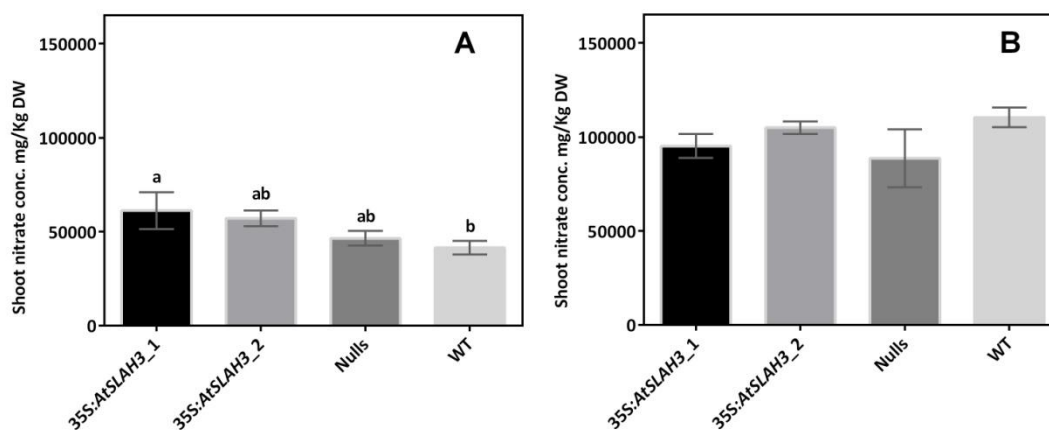 A
Shoot nitrate conc. mg/Kg DW
150000
100000
50000
0
a
ab
ab
b
35S:AtSLAH3_1
35S:AtSLAH3_2
Nulls
WT
B
Shoot nitrate conc. mg/Kg DW
150000
100000
50000
0
35S:AtSLAH3_1
35S:AtSLAH3_2
Nulls
WT